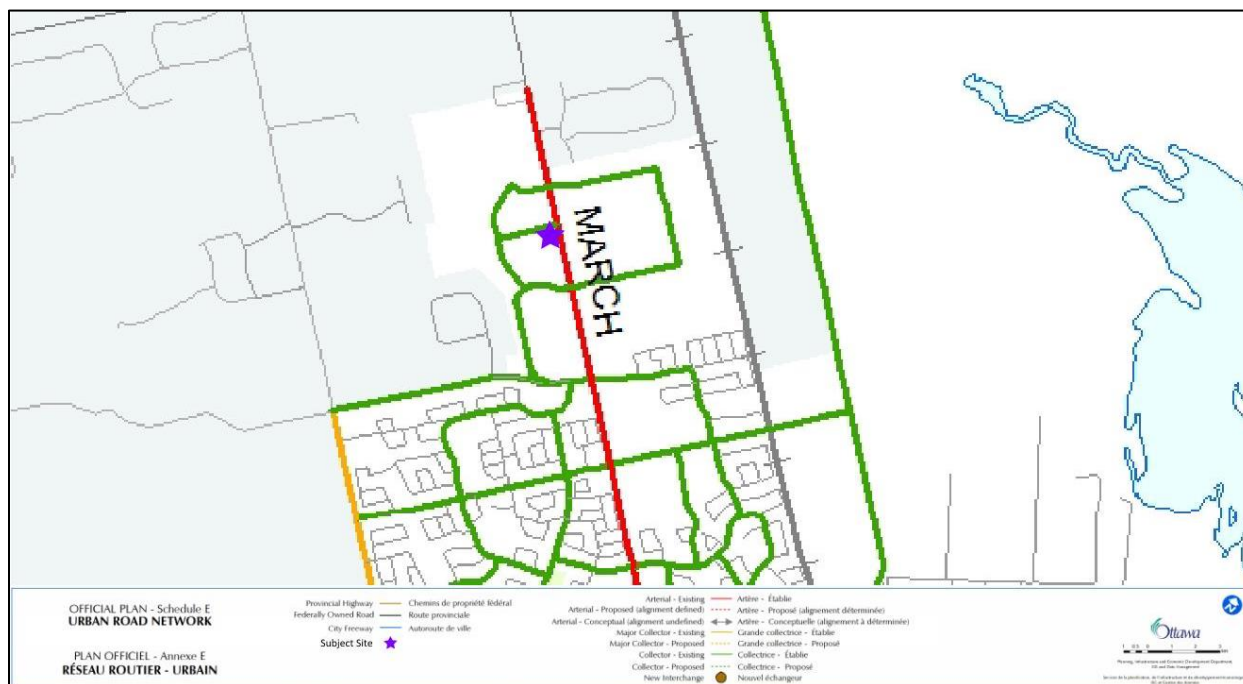 MARCH
OFFICIAL PLAN - Schedule E
URBAN ROAD NETWORK
PLAN OFFICIEL - Annexe E
RÉSEAU ROUTIER - URBAIN
Provincial Highway Chemins de propriété fédéral
Federally Owned Road Route provinciale
City Freeway Autoroute de ville
Subject Site
Arterial - Existing Artère - Établie
Arterial - Proposed (alignment defined) Artère - Proposé (alignement déterminée)
Arterial - Conceptual (alignment undefined) Artère - Conceptuelle (alignement à déterminée)
Major Collector - Existing Grande collectrice - Établie
Major Collector - Proposed Grande collectrice - Proposé
Collector - Existing Collectrice - Établie
Collector - Proposed Collectrice - Proposé
New Interchange Nouvel échangeur
Ottawa